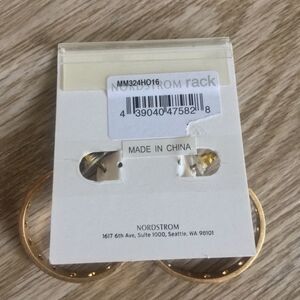 MM324HO16
NORDSTROM rack
4 39040 47582 8
MADE IN CHINA
NORDSTROM
1617 6th Ave, Suite 1000, Seattle, WA 98101